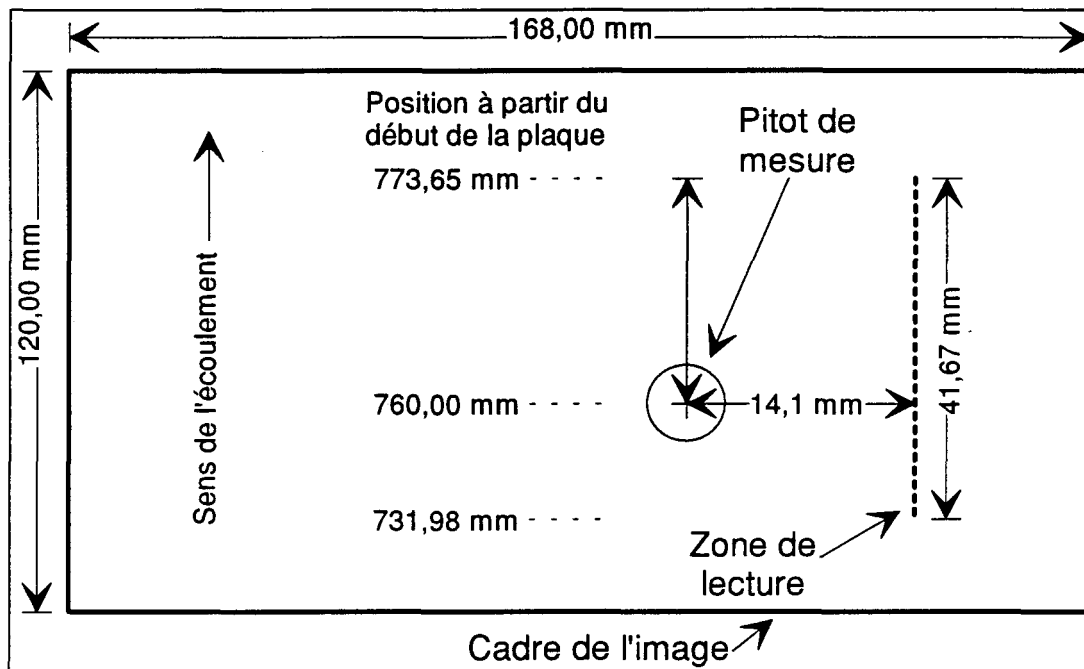 168,00 mm
Position à partir du
début de la plaque
Pitot de
mesure
773,65 mm
120,00 mm
Sens de l'écoulement
41,67 mm
760,00 mm
14,1 mm
731,98 mm
Zone de
lecture
Cadre de l'image